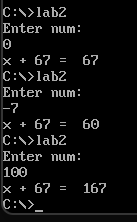 C:\>lab2
Enter num:
0
x + 67 =  67
C:\>lab2
Enter num:
-7
x + 67 =  60
C:\>lab2
Enter num:
100
x + 67 =  167
C:\>_